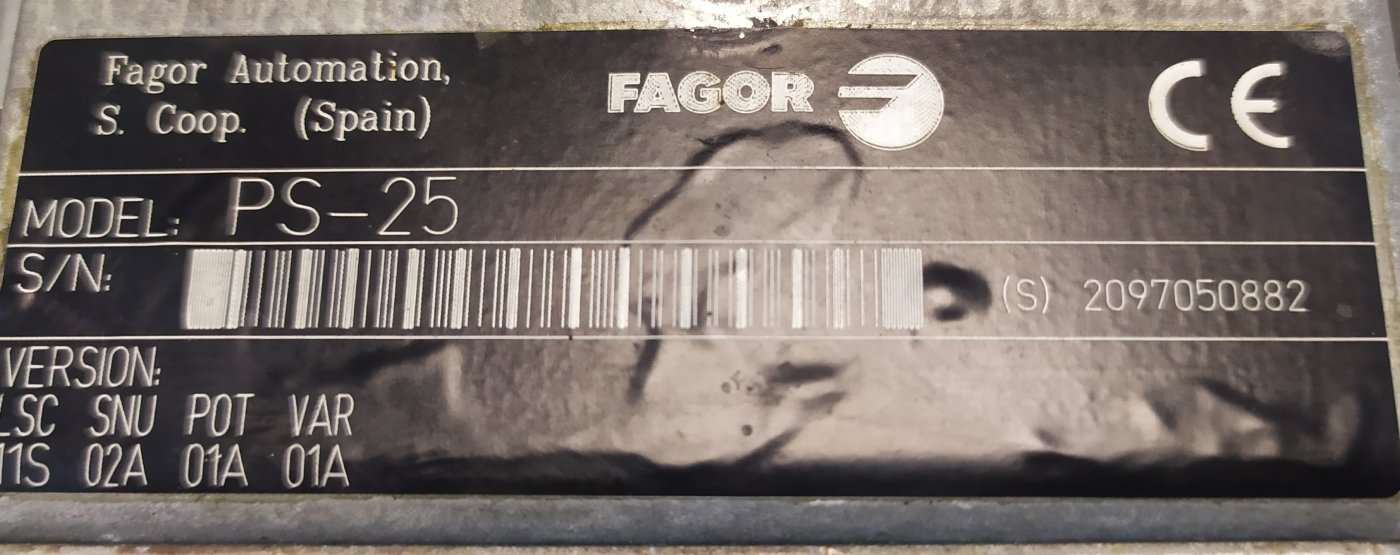 Fagor Automation,
S. Coop. (Spain)
FAGOR
CE
MODEL: PS-25
S/N:
(S) 2097050882
VERSION:
LSC SNU POT VAR
11S 02A 01A 01A